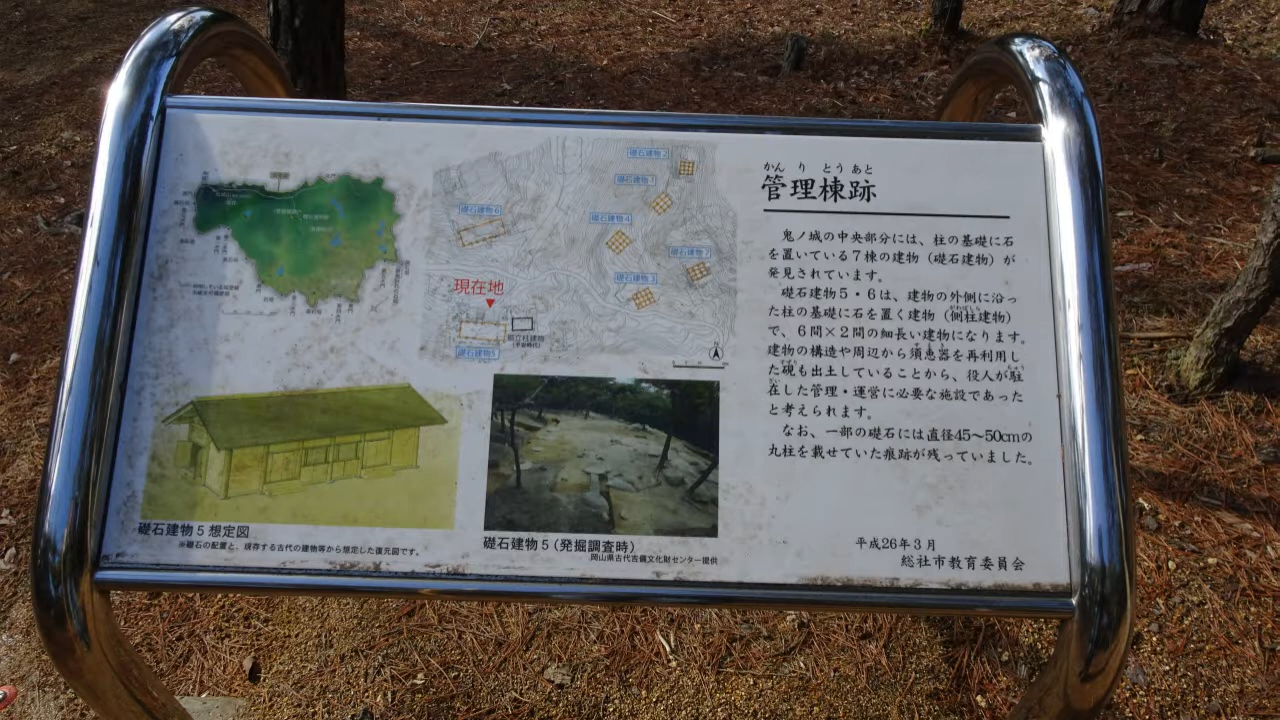 かんりとうあと
管理棟跡
鬼ノ城の中央部分には、柱の基礎に石
を置いている７棟の建物（礎石建物）が
発見されています。
礎石建物５・６は、建物の外側に沿っ
た柱の基礎に石を置く建物（側柱建物）
で、６間×２間の細長い建物になります。
建物の構造や周辺から須恵器を再利用し
た硯も出土していることから、役人が駐
在した管理・運営に必要な施設であった
と考えられます。
なお、一部の礎石には直径45〜50cmの
丸柱を載せていた痕跡が残っていました。
平成26年３月
総社市教育委員会
礎石建物２
礎石建物１
礎石建物６
礎石建物４
礎石建物７
礎石建物３
現在地
掘立柱建物
（平安時代）
礎石建物５
礎石建物５想定図
※礎石の配置と、現存する古代の建物等から想定した復元図です。
礎石建物５（発掘調査時）
岡山県古代吉備文化財センター提供